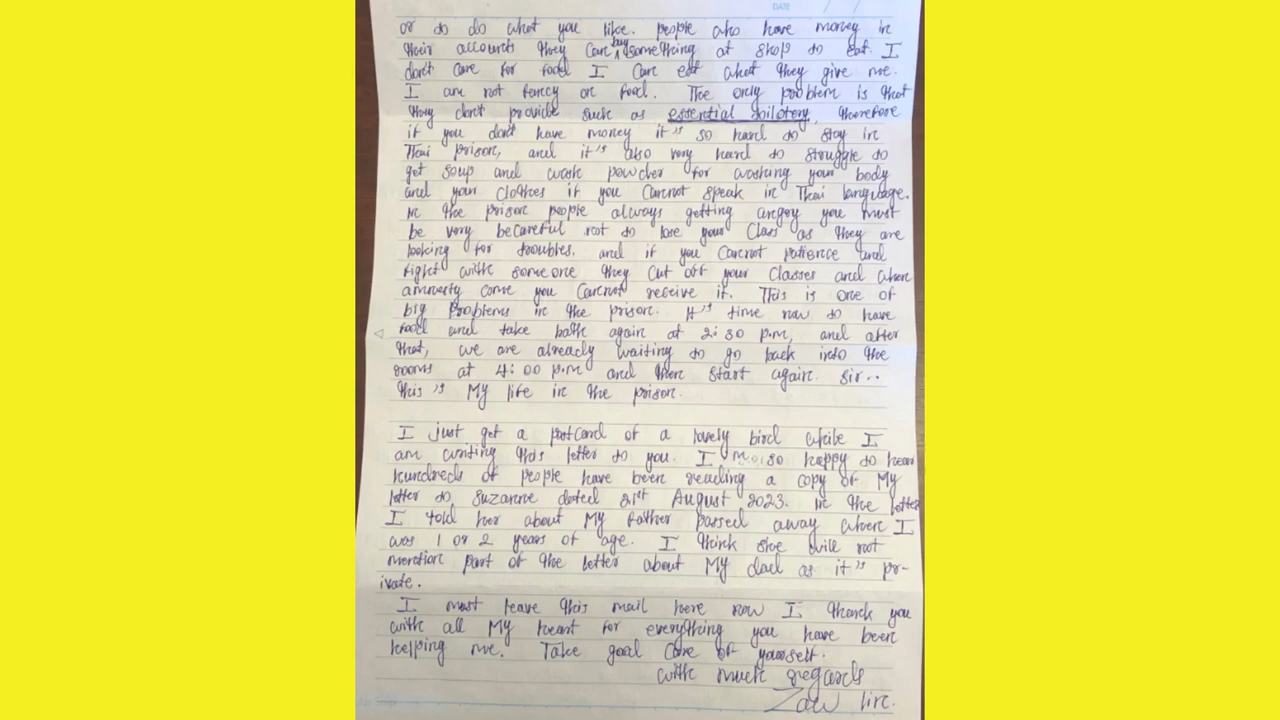 DATE / /
or to do what you like. people who have money in
their accounts they can buy something at shop to eat. I
don't care for food I can eat what they give me.
I am not fancy on food. The only problem is that
they don't provide such as essential toiletery, therefore
if you don't have money it's so hard to stay in
Thai prison, and it's also very hard to struggle to
get soup and wash powder for washing your body
and your clothes if you cannot speak in Thai language.
in the prison people always getting angry you must
be very becareful not to lose your class as they are
looking for troubles. and if you cannot patience and
fight with someone they cut off your classes and when
amnesty come you cannot receive it. This is one of
big problems in the prison. It's time now to have
food and take bath again at 2:30 p.m, and after
that, we are already waiting to go back into the
rooms at 4:00 p.m and then start again. Sir..
this is My life in the prison.
I just get a postcard of a lovely bird while I
am writing this letter to you. I'm so happy to hear
hundreds of people have been reading a copy of My
letter to Suzanne dated 21st August 2023. in the letter
I told her about My father passed away when I
was 1 or 2 years of age. I think she will not
mention part of the letter about My dad as it's pr-
ivate.
I must leave this mail here now I thank you
with all My heart for everything you have been
helping me. Take goal care of yourself.
with much regards
Zaw lin.